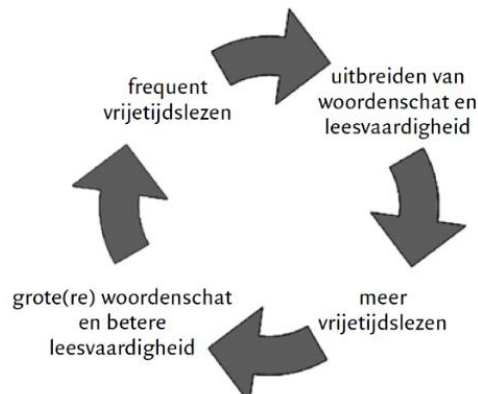 frequent
vrijetijdslezen
uitbreiden van
woordenschat en
leesvaardigheid
meer
vrijetijdslezen
grote(re) woordenschat
en betere
leesvaardigheid